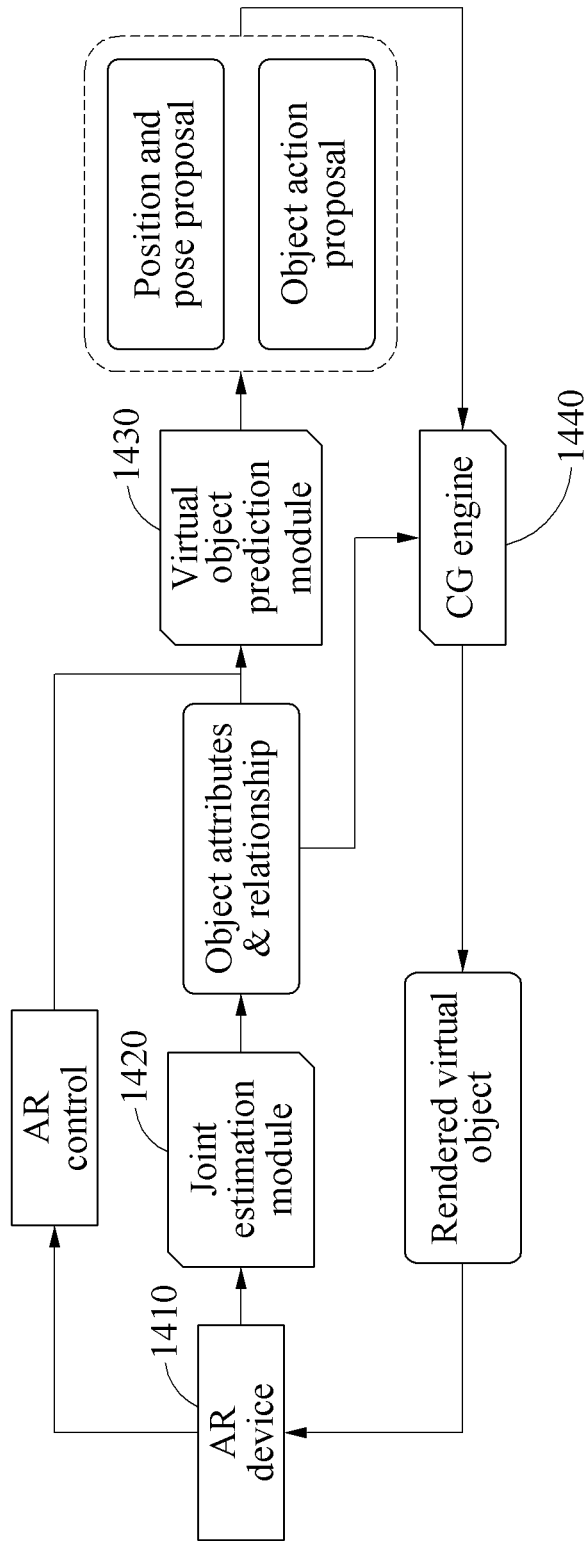 AR
control
1410
AR
device
1420
Joint
estimation
module
Object attributes
& relationship
1430
Virtual
object
prediction
module
Position and
pose proposal
Object action
proposal
Rendered virtual
object
CG engine
1440